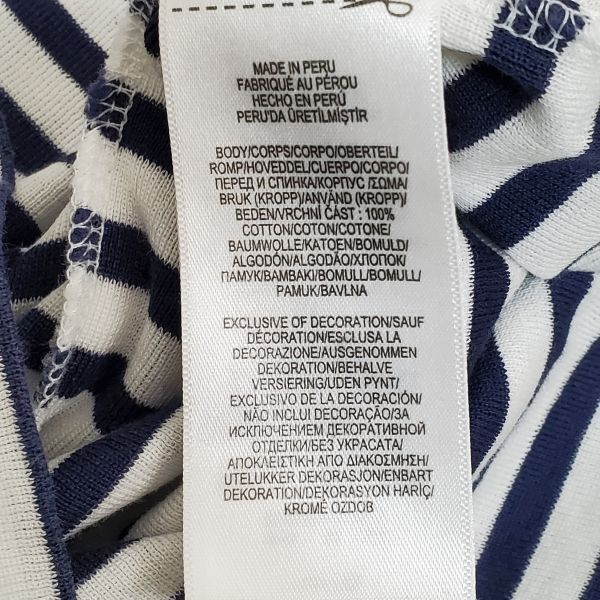 MADE IN PERU
FABRIQUÉ AU PÉROU
HECHO EN PERÚ
PERU'DA ÜRETİLMİŞTİR
BODY/CORPS/CORPO/OBERTEIL/
ROMP/HOVEDDEL/CUERPO/CORPO/
ПЕРЕД И СПИНКА/КОРПУС /ΣΩΜΑ/
BRUK (KROPP)/ANVÄND (KROPP)/
BEDEN/VRCHNÍ ČÁST : 100%
COTTON/COTON/COTONE/
BAUMWOLLE/KATOEN/BOMULD/
ALGODÓN/ALGODÃO/ХЛОПОК/
ПАМУК/ΒΑΜΒΑΚΙ/BOMULL/BOMULL/
PAMUK/BAVLNA
EXCLUSIVE OF DECORATION/SAUF
DÉCORATION/ESCLUSA LA
DECORAZIONE/AUSGENOMMEN
DEKORATION/BEHALVE
VERSIERING/UDEN PYNT/
EXCLUSIVO DE LA DECORACIÓN/
NÃO INCLUI DECORAÇÃO/ЗА
ИСКЛЮЧЕНИЕМ ДЕКОРАТИВНОЙ
ОТДЕЛКИ/БЕЗ УКРАСАТА/
ΑΠΟΚΛΕΙΣΤΙΚΗ ΑΠΟ ΔΙΑΚΟΣΜΗΣΗ/
UTELUKKER DEKORASJON/ENBART
DEKORATION/DEKORASYON HARİÇ/
KROMĚ OZDOB